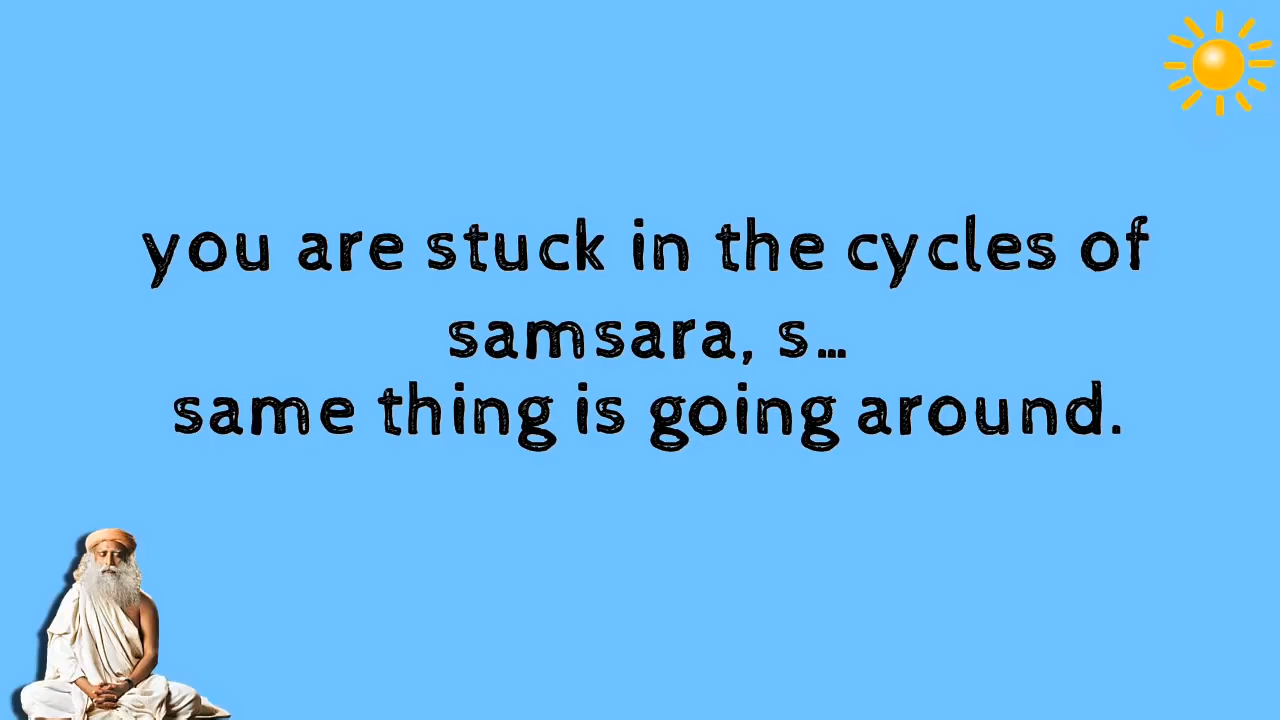 you are stuck in the cycles of
samsara, s...
same thing is going around.